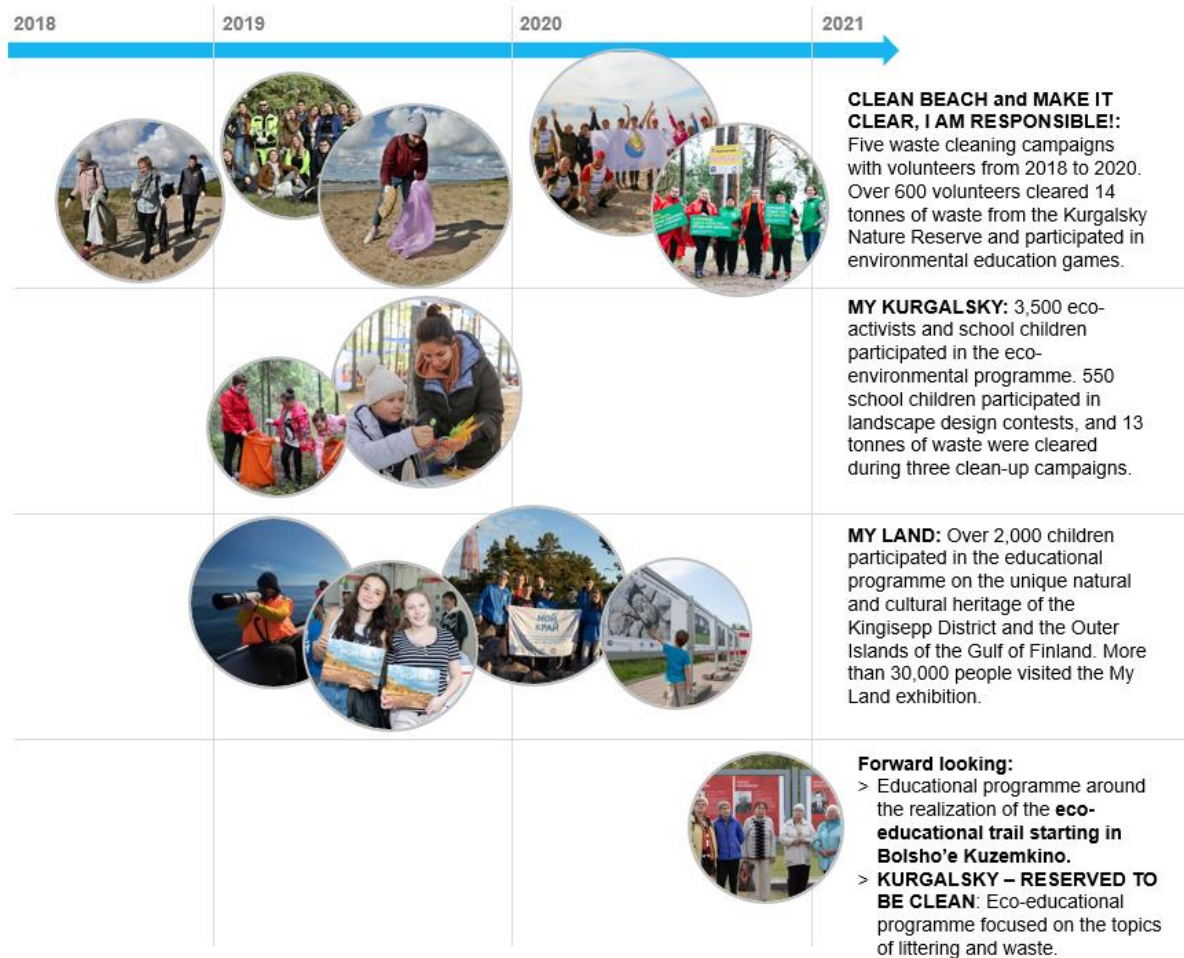 2018
2019
2020
2021
CLEAN BEACH and MAKE IT
CLEAR, I AM RESPONSIBLE!:
Five waste cleaning campaigns
with volunteers from 2018 to 2020.
Over 600 volunteers cleared 14
tonnes of waste from the Kurgalsky
Nature Reserve and participated in
environmental education games.
MY KURGALSKY: 3,500 eco-
activists and school children
participated in the eco-
environmental programme. 550
school children participated in
landscape design contests, and 13
tonnes of waste were cleared
during three clean-up campaigns.
МОЙ
КРАЙ
MY LAND: Over 2,000 children
participated in the educational
programme on the unique natural
and cultural heritage of the
Kingisepp District and the Outer
Islands of the Gulf of Finland. More
than 30,000 people visited the My
Land exhibition.
Forward looking:
> Educational programme around
the realization of the eco-
educational trail starting in
Bolsho’e Kuzemkino.
> KURGALSKY – RESERVED TO
BE CLEAN: Eco-educational
programme focused on the topics
of littering and waste.